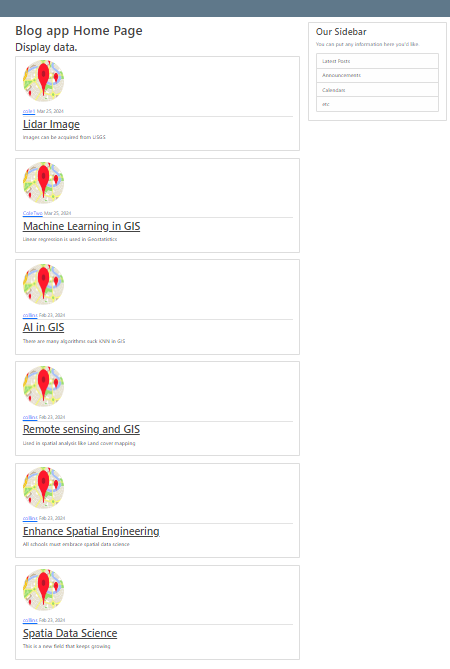 Blog app Home Page
Display data.
Mar 25, 2024
Lidar Image
Images can be acquired from USGS
ColeTwo Mar 25, 2024
Machine Learning in GIS
Linear regression is used in Geostatistics
collins Feb 23, 2024
AI in GIS
There are many algorithms suck KNN in GIS
collins Feb 23, 2024
Remote sensing and GIS
Used in spatial analysis like Land cover mapping
collins Feb 23, 2024
Enhance Spatial Engineering
All schools must embrace spatial data science
collins Feb 23, 2024
Spatia Data Science
This is a new field that keeps growing
Our Sidebar
You can put any information here you'd like.
Latest Posts
Announcements
Calendars
etc